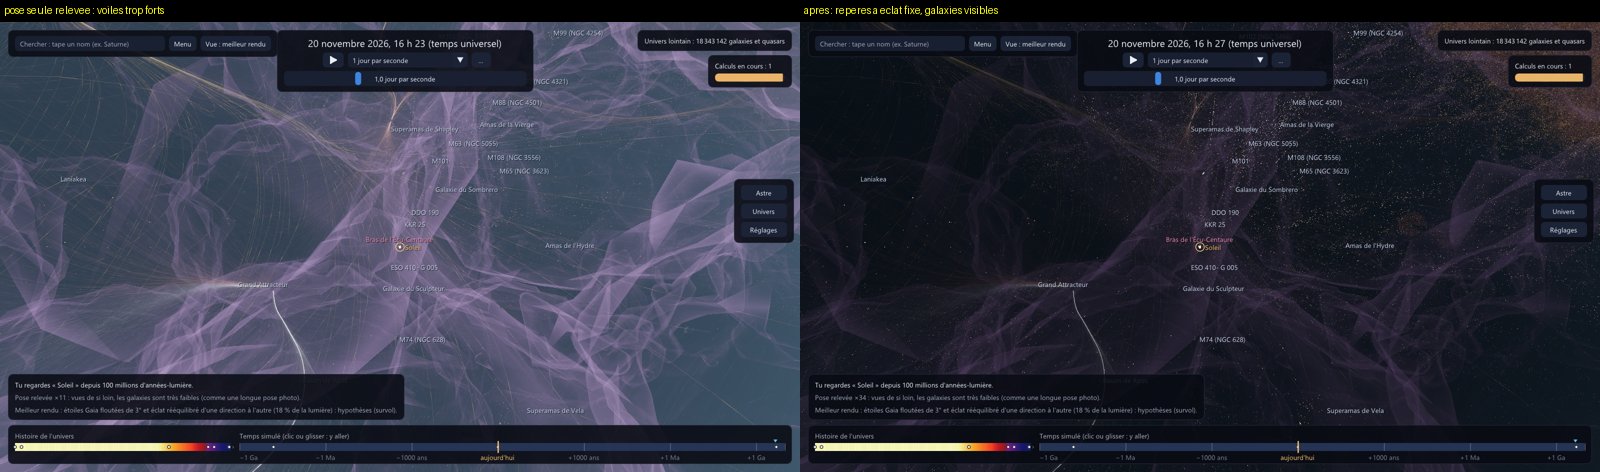 pose seule relevee : voiles trop forts
Chercher : tape un nom (ex. Saturne)
Menu
Vue : meilleur rendu
20 novembre 2026, 16 h 23 (temps universel)
1 jour par seconde
...
1,0 jour par seconde
Univers lointain : 18 343 142 galaxies et quasars
Calculs en cours : 1
M99 (NGC 4254)
(NGC 4321)
M88 (NGC 4501)
Superamas de Shapley
Amas de la Vierge
M63 (NGC 5055)
M101
M108 (NGC 3556)
M65 (NGC 3623)
Laniakea
Galaxie du Sombrero
Astre
Univers
Réglages
DDO 190
KKR 25
Bras de l'Écu-Centaure
Soleil
Amas de l'Hydre
ESO 410- G 005
Grand Attracteur
Galaxie du Sculpteur
M74 (NGC 628)
Tu regardes « Soleil » depuis 100 millions d'années-lumière.
Pose relevée ×11 : vues de si loin, les galaxies sont très faibles (comme une longue pose photo).
Meilleur rendu : étoiles Gaia floutées de 3° et éclat rééquilibré d'une direction à l'autre (18 % de la lumière) : hypothèses (survol).
Superamas de Vela
Histoire de l'univers
Temps simulé (clic ou glisser : y aller)
−1 Ga
−1 Ma
−1000 ans
aujourd'hui
+1000 ans
+1 Ma
+1 Ga
apres : reperes a eclat fixe, galaxies visibles
Chercher : tape un nom (ex. Saturne)
Menu
Vue : meilleur rendu
20 novembre 2026, 16 h 27 (temps universel)
1 jour par seconde
...
1,0 jour par seconde
Univers lointain : 18 343 142 galaxies et quasars
Calculs en cours : 1
M99 (NGC 4254)
(NGC 4321)
M88 (NGC 4501)
Superamas de Shapley
Amas de la Vierge
M63 (NGC 5055)
M101
M108 (NGC 3556)
M65 (NGC 3623)
Laniakea
Galaxie du Sombrero
Astre
Univers
Réglages
DDO 190
KKR 25
Bras de l'Écu-Centaure
Soleil
Amas de l'Hydre
ESO 410- G 005
Grand Attracteur
Galaxie du Sculpteur
M74 (NGC 628)
Tu regardes « Soleil » depuis 100 millions d'années-lumière.
Pose relevée ×34 : vues de si loin, les galaxies sont très faibles (comme une longue pose photo).
Meilleur rendu : étoiles Gaia floutées de 3° et éclat rééquilibré d'une direction à l'autre (18 % de la lumière) : hypothèses (survol).
Superamas de Vela
Histoire de l'univers
Temps simulé (clic ou glisser : y aller)
−1 Ga
−1 Ma
−1000 ans
aujourd'hui
+1000 ans
+1 Ma
+1 Ga